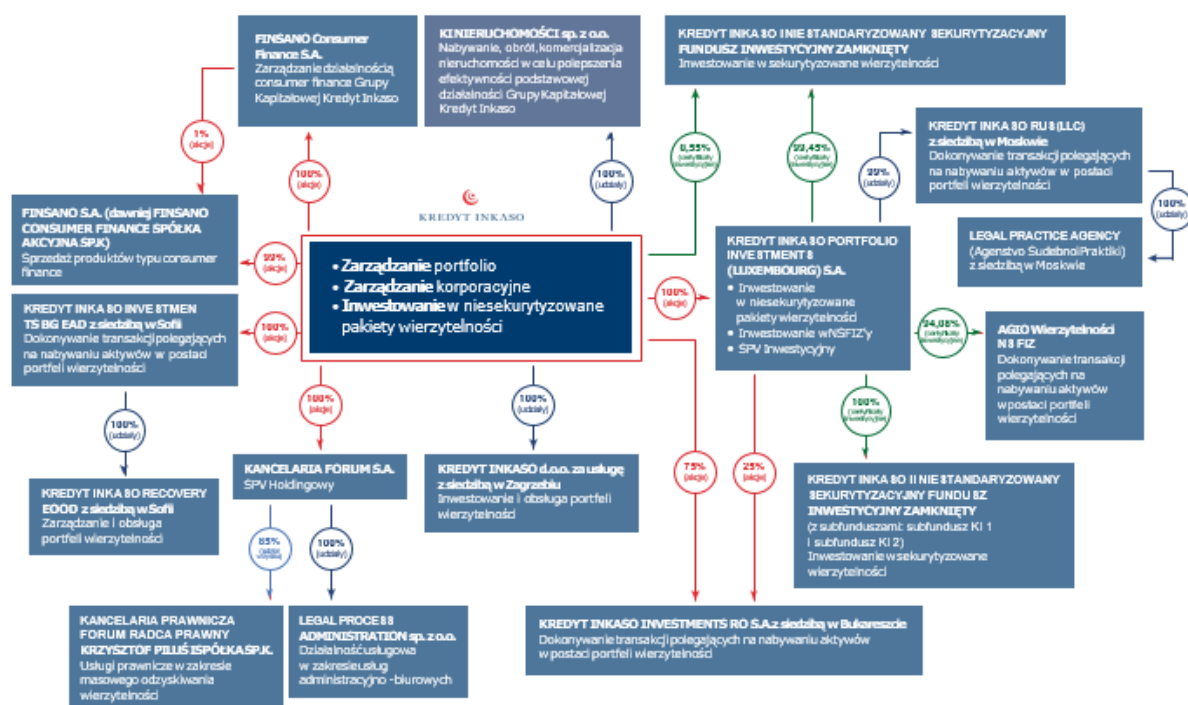 FINSANO Consumer
Finance S.A.
Zarządzanie działalnością
consumer finance Grupy
Kapitałowej Kredyt Inkaso
KI NIERUCHOMOŚCI sp. z o.o.
Nabywanie, obrót, komercjalizacja
nieruchomości w celu polepszenia
efektywności podstawowej
działalności Grupy Kapitałowej
Kredyt Inkaso
KREDYT INKASO I NIESTANDARYZOWANY SEKURYTYZACYJNY
FUNDUSZ INWESTYCYJNY ZAMKNIĘTY
Inwestowanie w sekurytyzowane wierzytelności
1%
(akcje)
100%
(akcje)
100%
(udziały)
0,55%
(certyfikaty
inwestycyjne)
99,45%
(certyfikaty
inwestycyjne)
99%
(udziały)
KREDYT INKASO RUS (LLC)
z siedzibą w Moskwie
Dokonywanie transakcji polegających
na nabywaniu aktywów w postaci
portfeli wierzytelności
100%
(udziały)
LEGAL PRACTICE AGENCY
(Agenstvo Sudebnoi Praktiki)
z siedzibą w Moskwie
FINSANO S.A. (dawniej FINSANO
CONSUMER FINANCE SPÓŁKA
AKCYJNA SP.K)
Sprzedaż produktów typu consumer
finance
99%
(akcje)
KREDYT INKASO
• Zarządzanie portfolio
• Zarządzanie korporacyjne
• Inwestowanie w niesekurytyzowane
pakiety wierzytelności
100%
(akcje)
KREDYT INKASO PORTFOLIO
INVESTMENTS
(LUXEMBOURG) S.A.
• Inwestowanie
w niesekurytyzowane
pakiety wierzytelności
• Inwestowanie w NSFIZ'y
• SPV Inwestycyjny
KREDYT INKASO INVESTMEN
TS BG EAD z siedzibą w Sofii
Dokonywanie transakcji polegających
na nabywaniu aktywów w postaci
portfeli wierzytelności
100%
(akcje)
94,08%
(certyfikaty
inwestycyjne)
AGIO Wierzytelności
NS FIZ
Dokonywanie transakcji
polegających na
nabywaniu aktywów
w postaci portfeli
wierzytelności
100%
(udziały)
100%
(akcje)
100%
(udziały)
100%
(certyfikaty
inwestycyjne)
75%
(akcje)
25%
(akcje)
KREDYT INKASO RECOVERY
EOOD z siedzibą w Sofii
Zarządzanie i obsługa
portfeli wierzytelności
KANCELARIA FORUM S.A.
SPV Holdingowy
KREDYT INKASO d.o.o. za usluge
z siedzibą w Zagrzebiu
Inwestowanie i obsługa portfeli
wierzytelności
KREDYT INKASO II NIESTANDARYZOWANY
SEKURYTYZACYJNY FUNDUSZ
INWESTYCYJNY ZAMKNIĘTY
(z subfunduszami: subfundusz KI 1
i subfundusz KI 2)
Inwestowanie w sekurytyzowane
wierzytelności
85%
100%
(udziały)
KANCELARIA PRAWNICZA
FORUM RADCA PRAWNY
KRZYSZTOF PILUŚ I SPÓŁKA SP.K.
Usługi prawnicze w zakresie
masowego odzyskiwania
wierzytelności
LEGAL PROCESS
ADMINISTRATION sp. z o.o.
Działalność usługowa
w zakresie usług
administracyjno -biurowych
KREDYT INKASO INVESTMENTS RO S.A. z siedzibą w Bukareszcie
Dokonywanie transakcji polegających na nabywaniu aktywów
w postaci portfeli wierzytelności